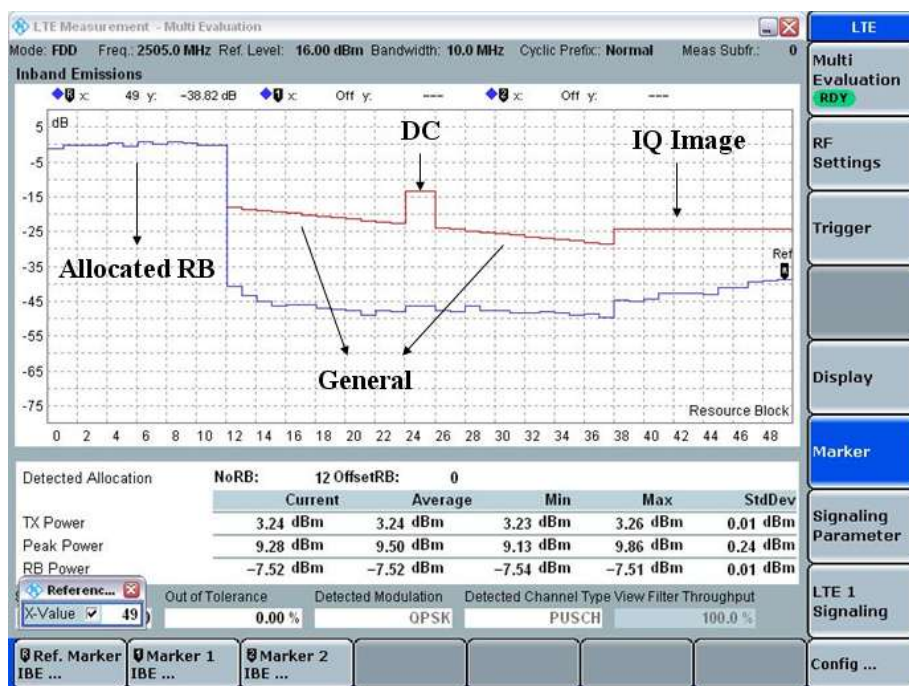 LTE Measurement - Multi Evaluation
LTE
Mode: FDD Freq.: 2505.0 MHz Ref. Level: 16.00 dBm Bandwidth: 10.0 MHz Cyclic Prefix: Normal Meas Subfr.: 0
Inband Emissions
R x: 49 y: -38.82 dB 1 x: Off y: --- 2 x: Off y: ---
dB
5
-5
-15
-25
-35
-45
-55
-65
-75
DC
IQ Image
Allocated RB
General
Ref
R
Resource Block
0 2 4 6 8 10 12 14 16 18 20 22 24 26 28 30 32 34 36 38 40 42 44 46 48
Detected Allocation NoRB: 12 OffsetRB: 0
Current Average Min Max StdDev
TX Power 3.24 dBm 3.24 dBm 3.23 dBm 3.26 dBm 0.01 dBm
Peak Power 9.28 dBm 9.50 dBm 9.13 dBm 9.86 dBm 0.24 dBm
RB Power -7.52 dBm -7.52 dBm -7.54 dBm -7.51 dBm 0.01 dBm
Referenc...
X-Value 49
Out of Tolerance Detected Modulation Detected Channel Type View Filter Throughput
0.00 % QPSK PUSCH 100.0 %
R Ref. Marker IBE ...
1 Marker 1 IBE ...
2 Marker 2 IBE ...
Multi
Evaluation
RDY
RF
Settings
Trigger
Display
Marker
Signaling
Parameter
LTE 1
Signaling
Config ...